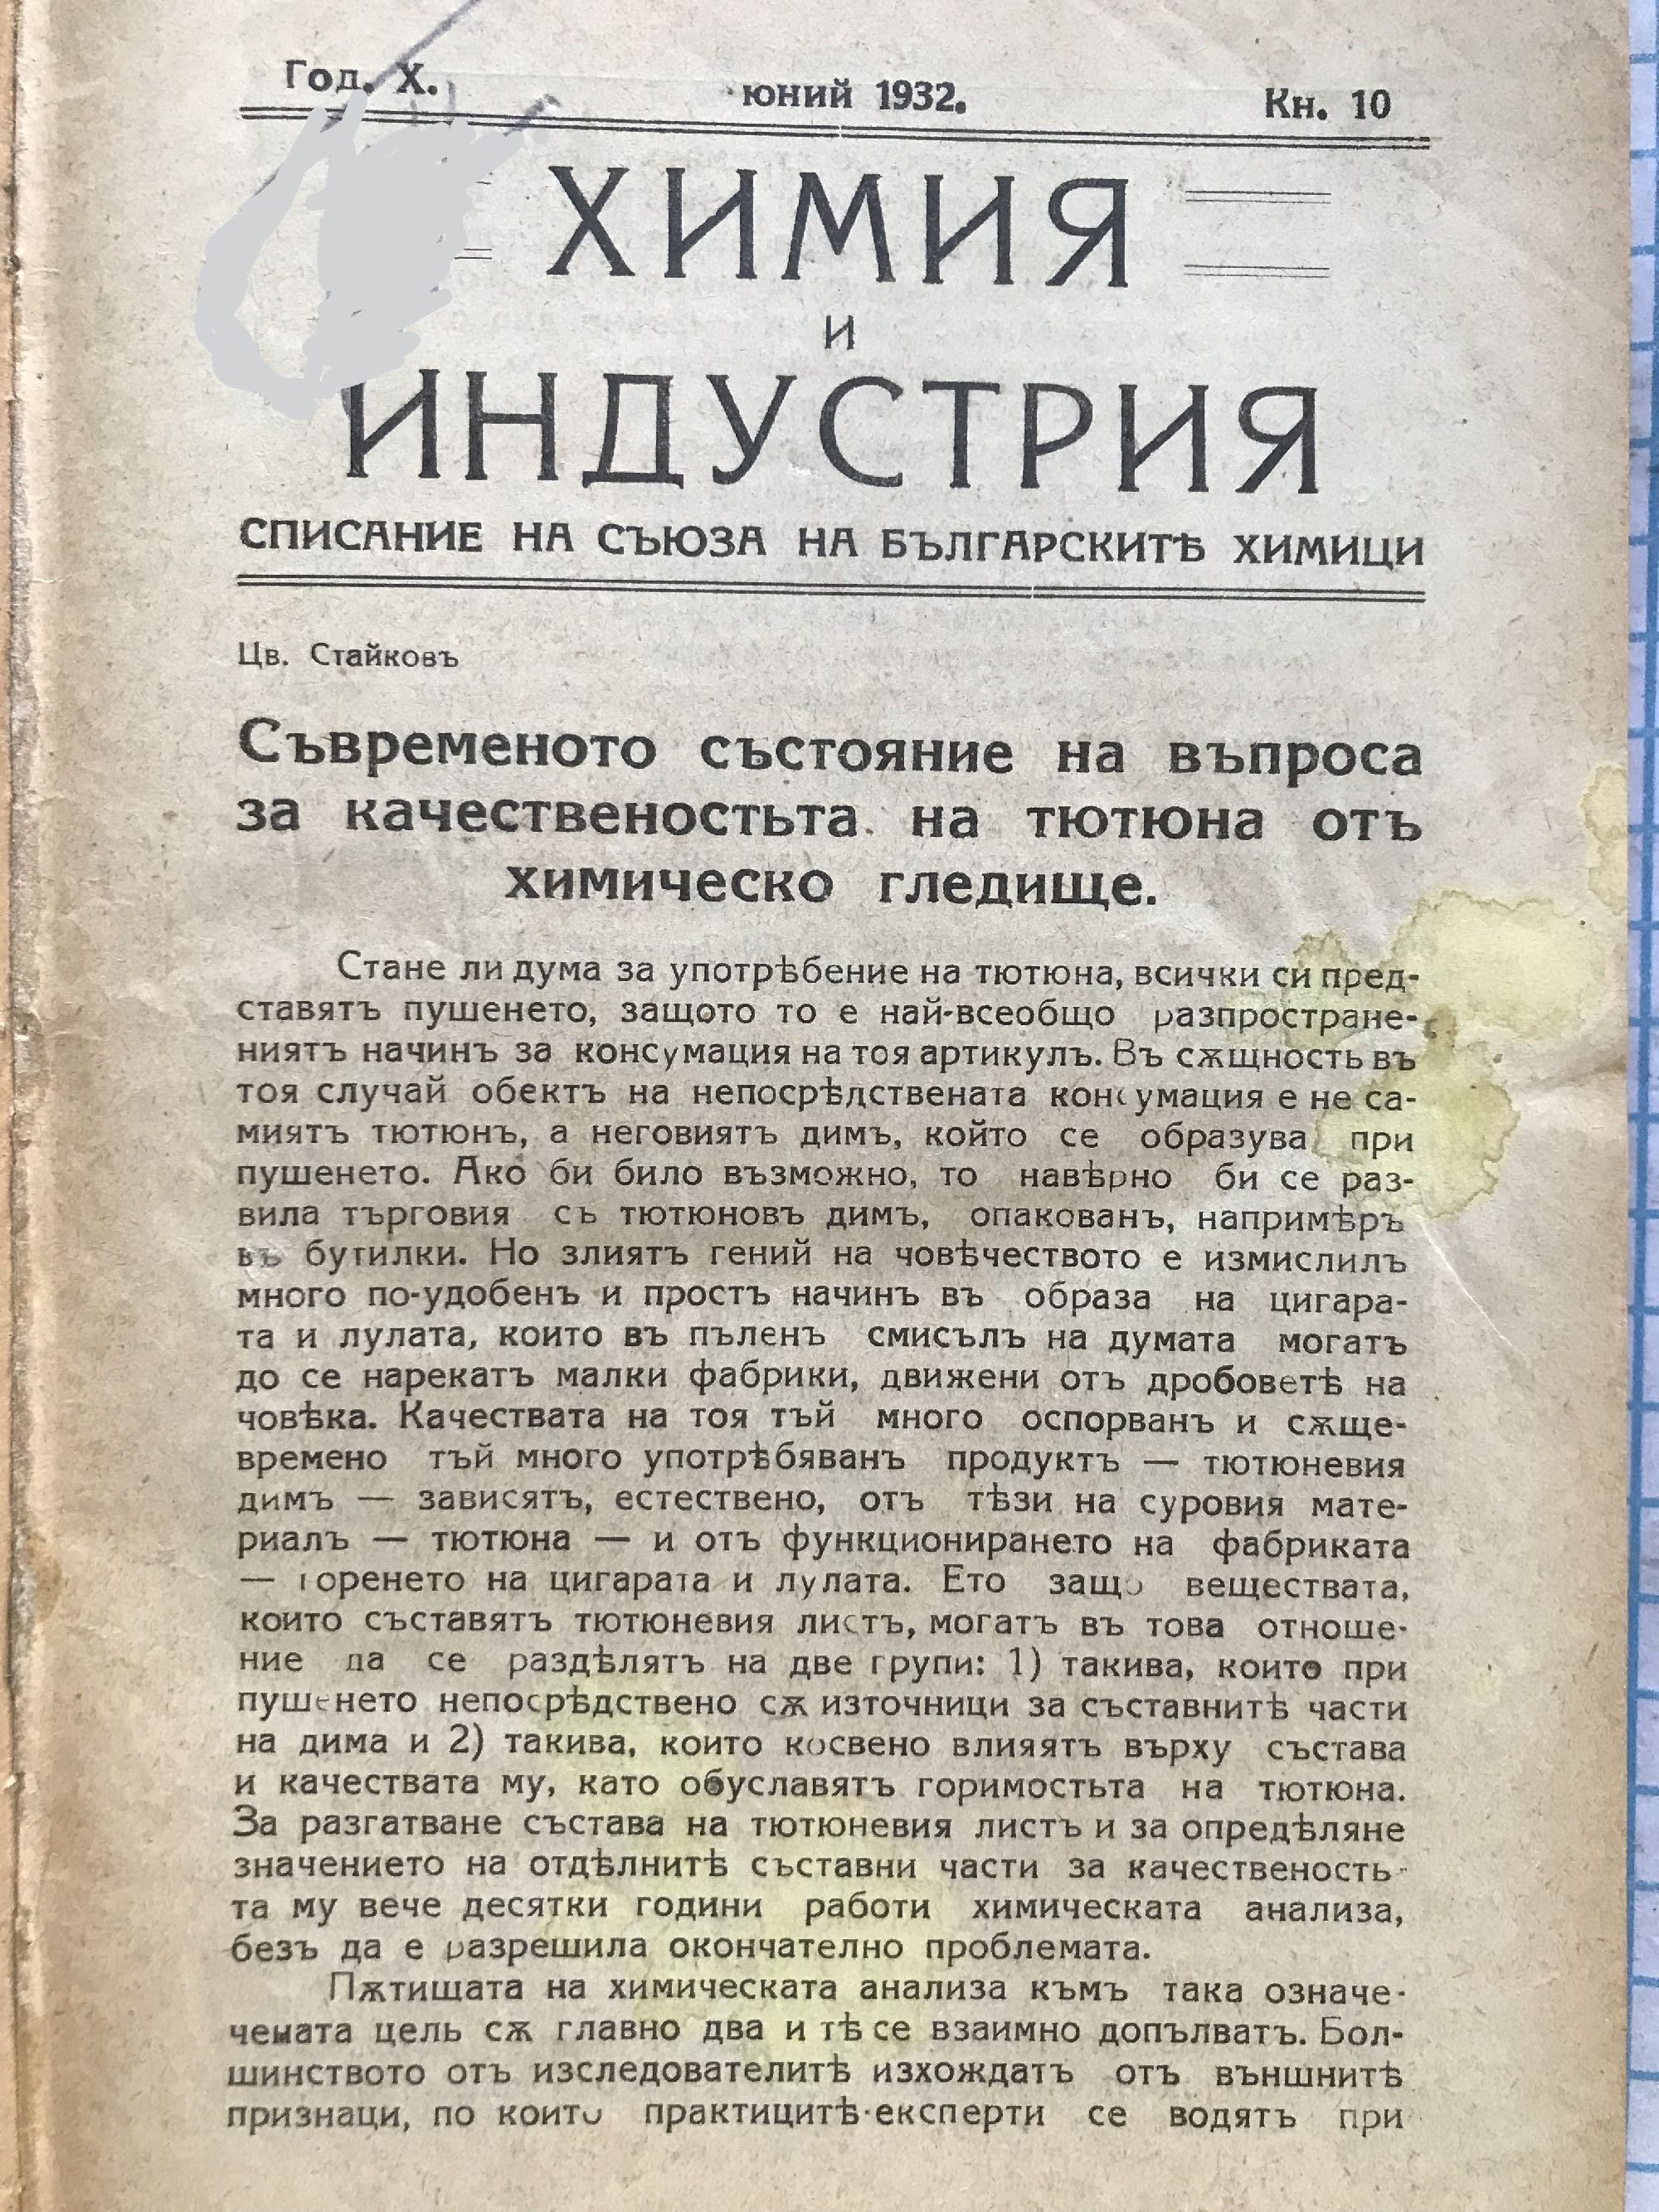 Год. X.
юний 1932.
Кн. 10
ХИМИЯ
И
ИНДУСТРИЯ
СПИСАНИЕ НА СЪЮЗА НА БЪЛГАРСКИТѢ ХИМИЦИ
Цв. Стайковъ
Съвременото състояние на въпроса
за качественостьта на тютюна отъ
химическо гледище.
Стане ли дума за употрѣбение на тютюна, всички си пред-
ставятъ пушенето, защото то е най-всеобщо разпростране-
ниятъ начинъ за консумация на тоя артикулъ. Въ сѫщность въ
тоя случай обектъ на непосрѣдствената консумация е не са-
миятъ тютюнъ, а неговиятъ димъ, който се образува при
пушенето. Ако би било възможно, то навѣрно би се раз-
вила търговия съ тютюновъ димъ, опакованъ, напримѣръ
въ бутилки. Но злиятъ гений на човѣчеството е измислилъ
много по-удобенъ и простъ начинъ въ образа на цигара-
та и лулата, които въ пъленъ смисълъ на думата могатъ
до се нарекатъ малки фабрики, движени отъ дробоветѣ на
човѣка. Качествата на тоя тъй много оспорванъ и сѫще-
времено тъй много употрѣбяванъ продуктъ — тютюневия
димъ — зависятъ, естествено, отъ тѣзи на суровия мате-
риалъ — тютюна — и отъ функционирането на фабриката
— горенето на цигарата и лулата. Ето защо веществата,
които съставятъ тютюневия листъ, могатъ въ това отноше-
ние да се раздѣлятъ на две групи: 1) такива, които при
пушенето непосрѣдствено сѫ източници за съставнитѣ части
на дима и 2) такива, които косвено влияятъ върху състава
и качествата му, като обуславятъ горимостьта на тютюна.
За разгатване състава на тютюневия листъ и за опредѣляне
значението на отдѣлнитѣ съставни части за качественость-
та му вече десятки години работи химическата анализа,
безъ да е разрешила окончателно проблемата.
Пѫтищата на химическата анализа къмъ така означе-
чената цель сѫ главно два и тѣ се взаимно допълватъ. Бол-
шинството отъ изследователитѣ изхождатъ отъ външнитѣ
признаци, по които практицитѣ-експерти се водятъ при